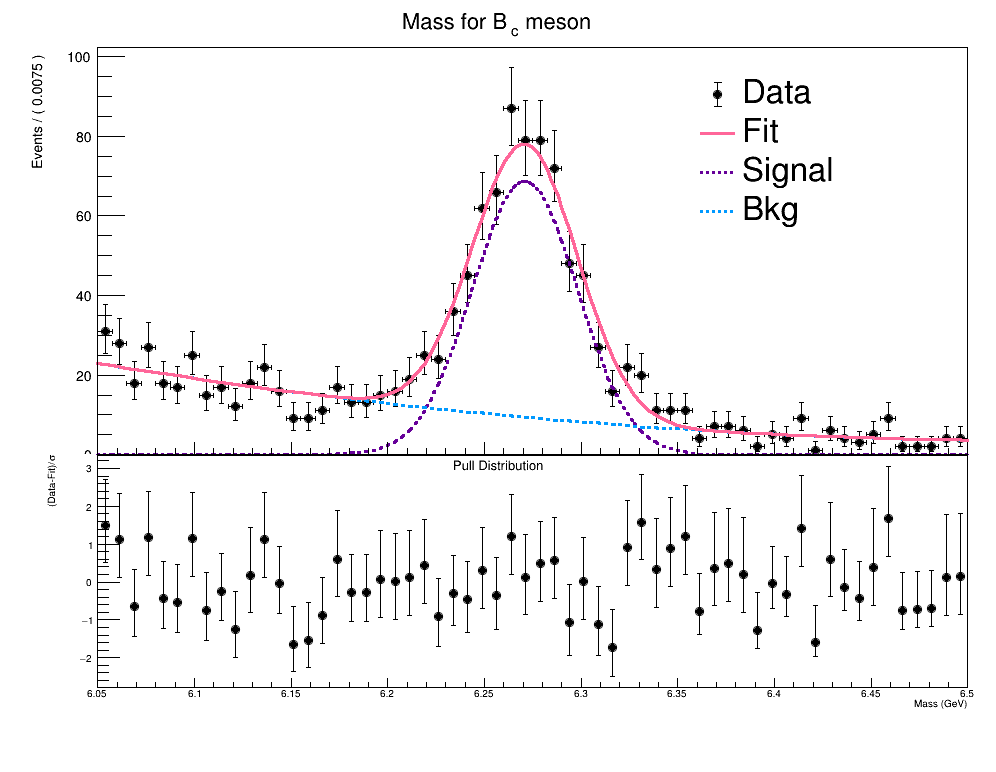 Mass for B c meson
Events / ( 0.0075 )
100
80
60
40
20
0
Data
Fit
Signal
Bkg
Pull Distribution
(Data-Fit)/σ
3
2
1
0
−1
−2
6.05 6.1 6.15 6.2 6.25 6.3 6.35 6.4 6.45 6.5
Mass (GeV)